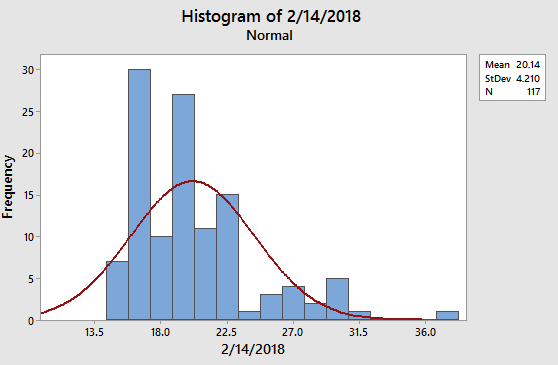 Histogram of 2/14/2018
Normal
Mean 20.14
StDev 4.210
N 117
Frequency
30
25
20
15
10
5
0
13.5 18.0 22.5 27.0 31.5 36.0
2/14/2018